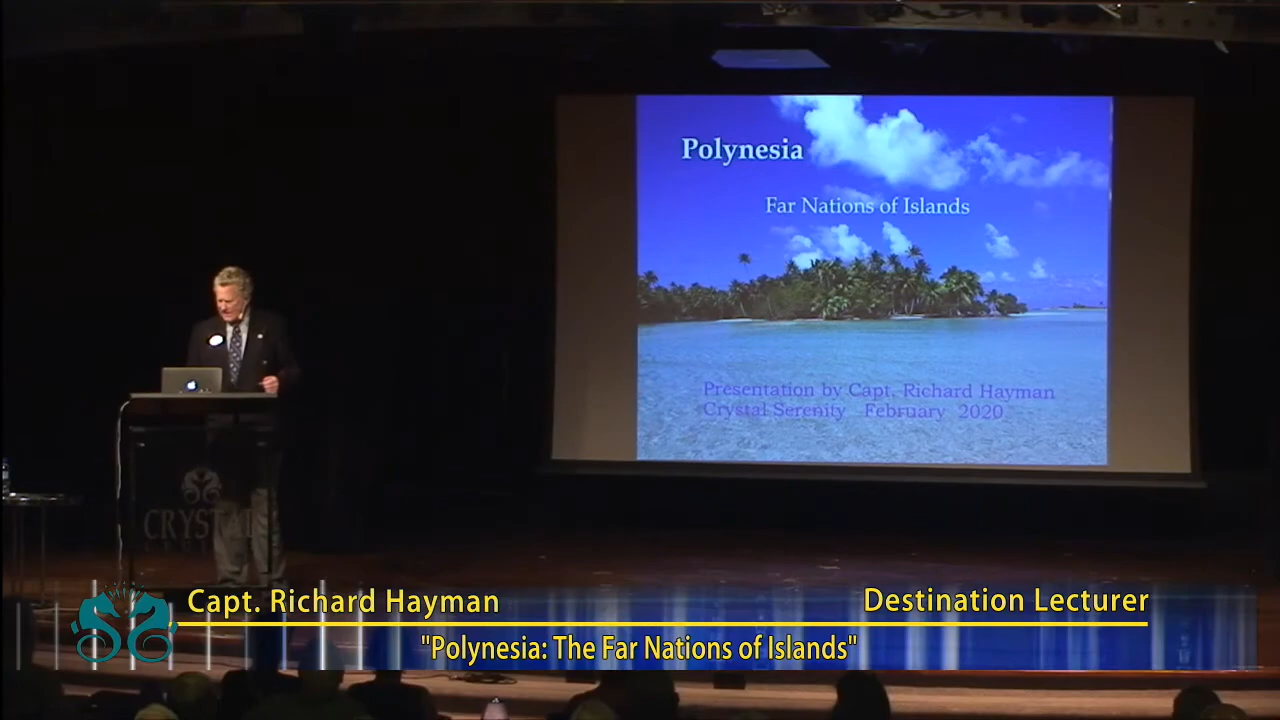 Polynesia
Far Nations of Islands
Presentation by Capt. Richard Hayman
Crystal Serenity February 2020
CRYSTAL
Capt. Richard Hayman
Destination Lecturer
"Polynesia: The Far Nations of Islands"